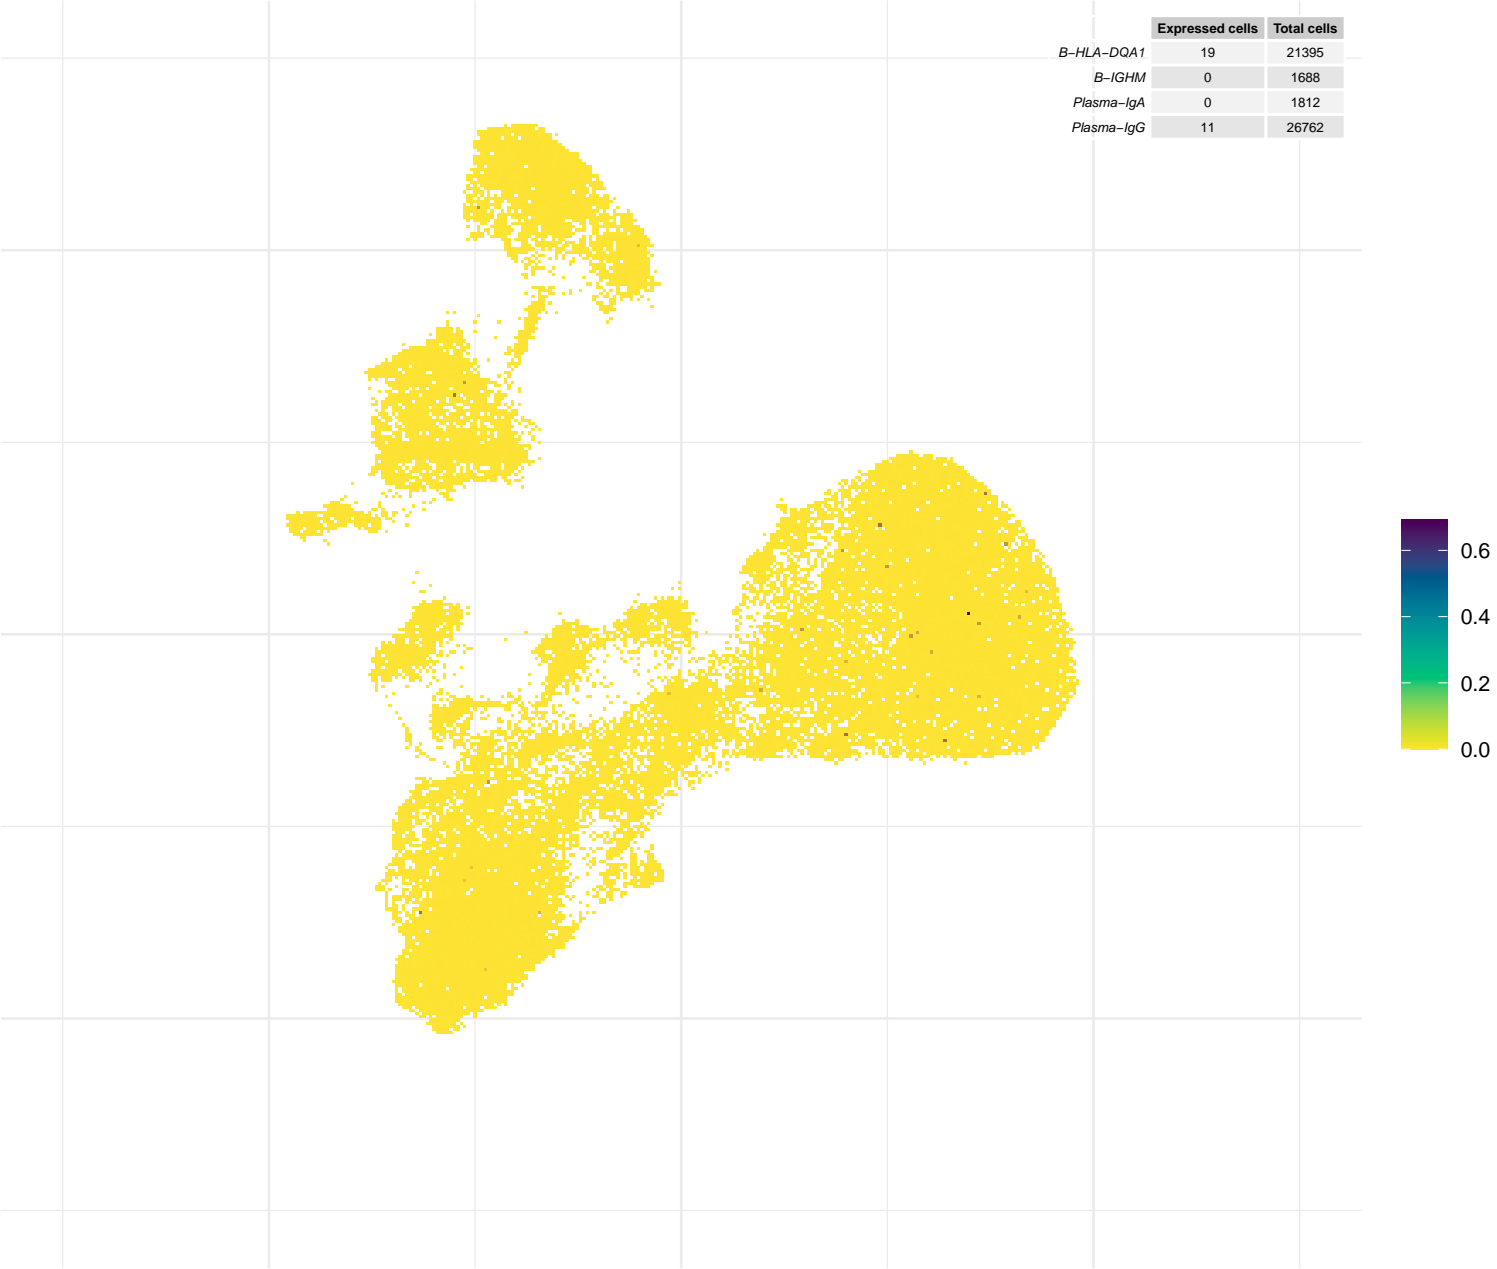 Expressed cells Total cells
B−HLA−DQA1 19 21395
B−IGHM 0 1688
Plasma−IgA 0 1812
Plasma−IgG 11 26762
0.6
0.4
0.2
0.0